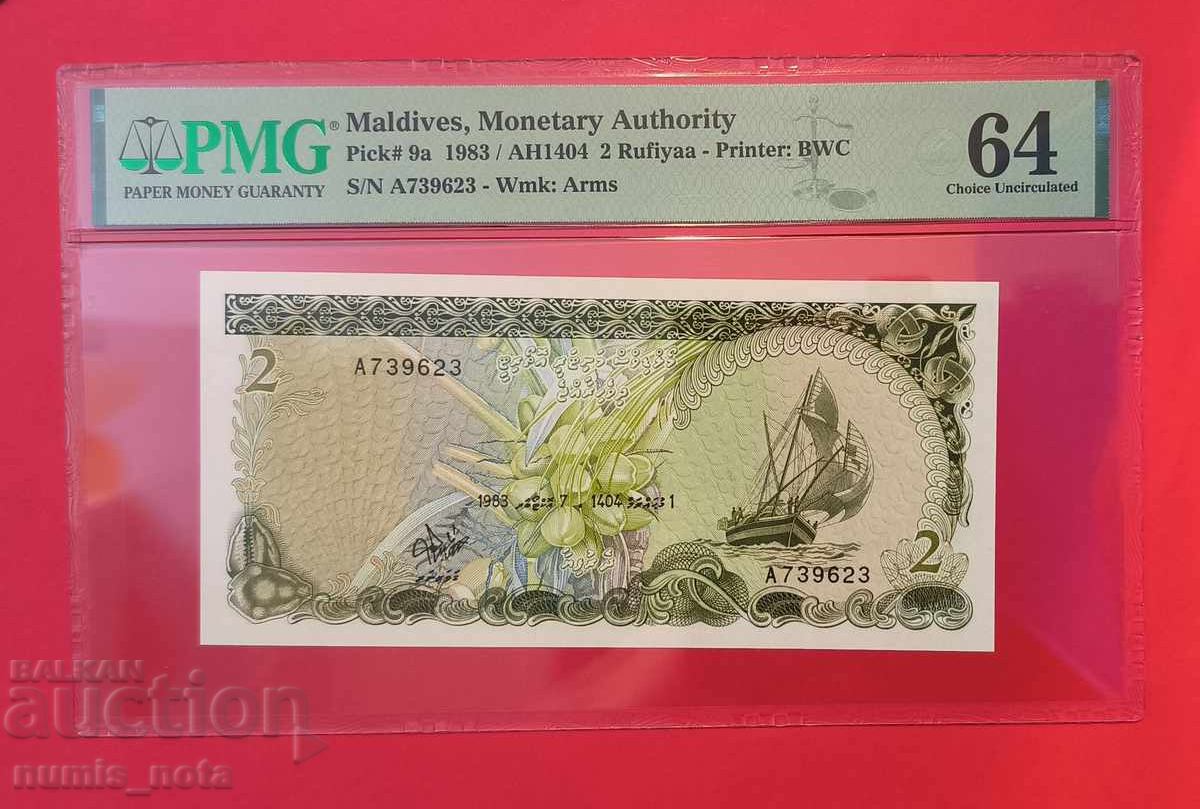 PMG® Maldives, Monetary Authority
Pick# 9a 1983 / AH1404 2 Rufiyaa - Printer: BWC
S/N A739623 - Wmk: Arms
PAPER MONEY GUARANTY
64
Choice Uncirculated
2
A739623
1983
7
1404
1
2
A739623
BALKAN
auction
numis_nota